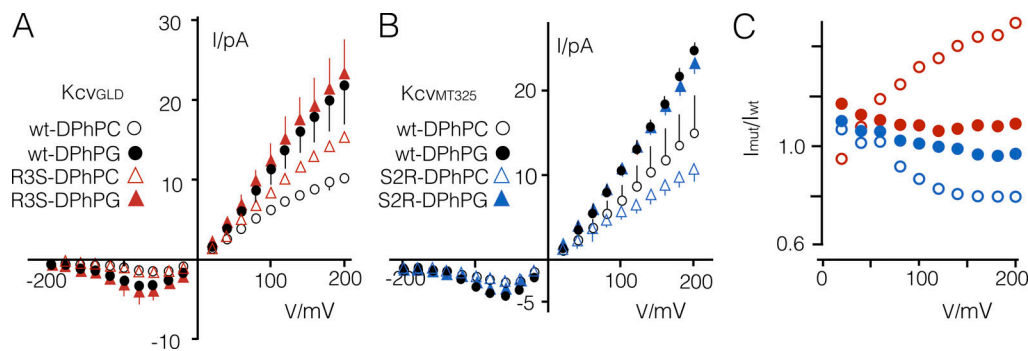 A
30
I/pA
20
10
KcvGLD
wt-DPhPC
wt-DPhPG
R3S-DPhPC
R3S-DPhPG
-200
100
200
V/mV
-10
B
I/pA
20
10
KcvMT325
wt-DPhPC
wt-DPhPG
S2R-DPhPC
S2R-DPhPG
-200
100
200
V/mV
-5
C
Imut/Iwt
1.0
0.6
0
100
200
V/mV